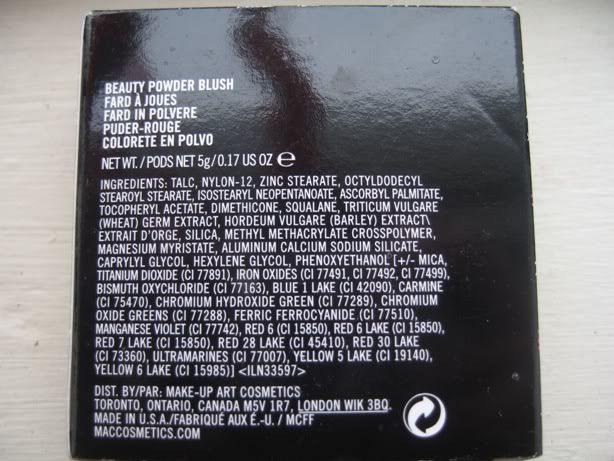 BEAUTY POWDER BLUSH
FARD À JOUES
FARD IN POLVERE
PUDER-ROUGE
COLORETE EN POLVO
NET WT./PODS NET 5g/0.17 US OZ e
INGREDIENTS: TALC, NYLON-12, ZINC STEARATE, OCTYLDODECYL
STEAROYL STEARATE, ISOSTEARYL NEOPENTANOATE, ASCORBYL PALMITATE,
TOCOPHERYL ACETATE, DIMETHICONE, SQUALANE, TRITICUM VULGARE
(WHEAT) GERM EXTRACT, HORDEUM VULGARE (BARLEY) EXTRACT\
EXTRAIT D'ORGE, SILICA, METHYL METHACRYLATE CROSSPOLYMER,
MAGNESIUM MYRISTATE, ALUMINUM CALCIUM SODIUM SILICATE,
CAPRYLYL GLYCOL, HEXYLENE GLYCOL, PHENOXYETHANOL [+/- MICA,
TITANIUM DIOXIDE (CI 77891), IRON OXIDES (CI 77491, CI 77492, CI 77499),
BISMUTH OXYCHLORIDE (CI 77163), BLUE 1 LAKE (CI 42090), CARMINE
(CI 75470), CHROMIUM HYDROXIDE GREEN (CI 77289), CHROMIUM
OXIDE GREENS (CI 77288), FERRIC FERROCYANIDE (CI 77510),
MANGANESE VIOLET (CI 77742), RED 6 (CI 15850), RED 6 LAKE (CI 15850),
RED 7 LAKE (CI 15850), RED 28 LAKE (CI 45410), RED 30 LAKE
(CI 73360), ULTRAMARINES (CI 77007), YELLOW 5 LAKE (CI 19140),
YELLOW 6 LAKE (CI 15985)] <ILN33597>
DIST. BY/PAR: MAKE-UP ART COSMETICS
TORONTO, ONTARIO, CANADA M5V 1R7, LONDON WIK 3BQ.
MADE IN U.S.A./FABRIQUÉ AUX É.-U. / MCFF
MACCOSMETICS.COM